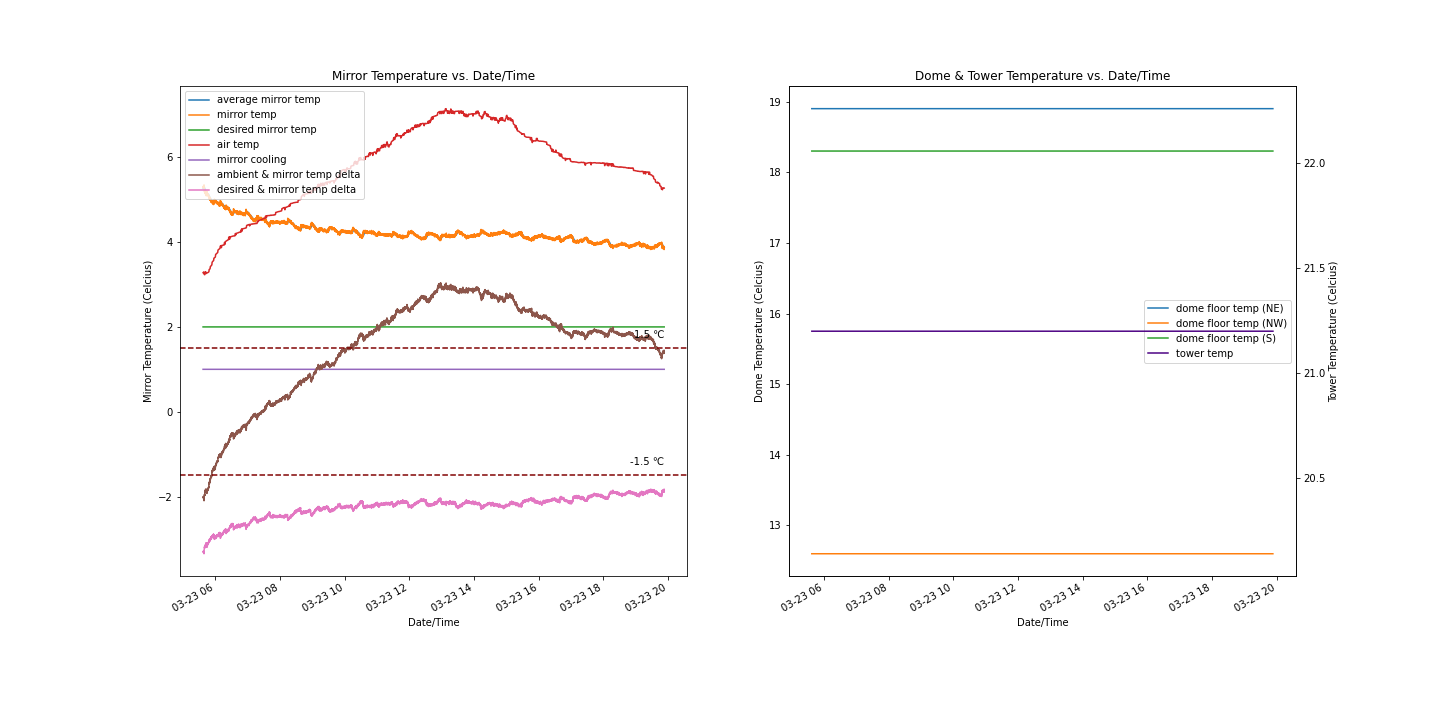 Mirror Temperature vs. Date/Time
average mirror temp
mirror temp
desired mirror temp
air temp
mirror cooling
ambient & mirror temp delta
desired & mirror temp delta
6
4
2
0
−2
Mirror Temperature (Celcius)
1.5 °C
-1.5 °C
03-23 06
03-23 08
03-23 10
03-23 12
03-23 14
03-23 16
03-23 18
03-23 20
Date/Time
Dome & Tower Temperature vs. Date/Time
19
18
17
16
15
14
13
Dome Temperature (Celcius)
dome floor temp (NE)
dome floor temp (NW)
dome floor temp (S)
tower temp
22.0
21.5
21.0
20.5
Tower Temperature (Celcius)
03-23 06
03-23 08
03-23 10
03-23 12
03-23 14
03-23 16
03-23 18
03-23 20
Date/Time